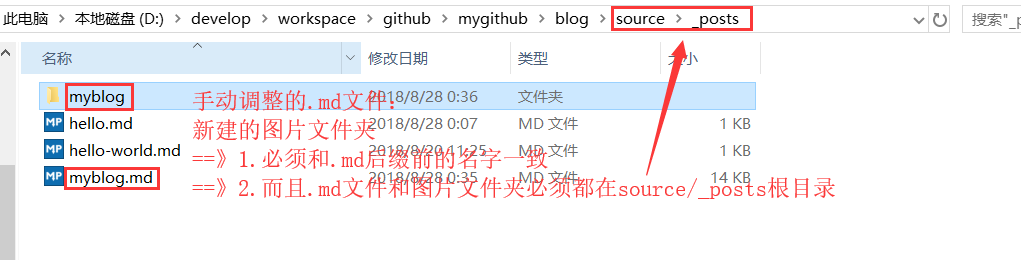 此电脑 > 本地磁盘 (D:) > develop > workspace > github > mygithub > blog > source > _posts
搜索"_p
名称 修改日期 类型 大小
myblog 2018/8/28 0:36 文件夹
手动调整的.md文件:
hello.md 2018/8/28 0:07 MD 文件 1 KB
新建的图片文件夹
hello-world.md 2018/8/20 11:25 MD 文件 1 KB
==》1.必须和.md后缀前的名字一致
myblog.md 2018/8/28 0:35 MD 文件 14 KB
==》2.而且.md文件和图片文件夹必须都在source/_posts根目录